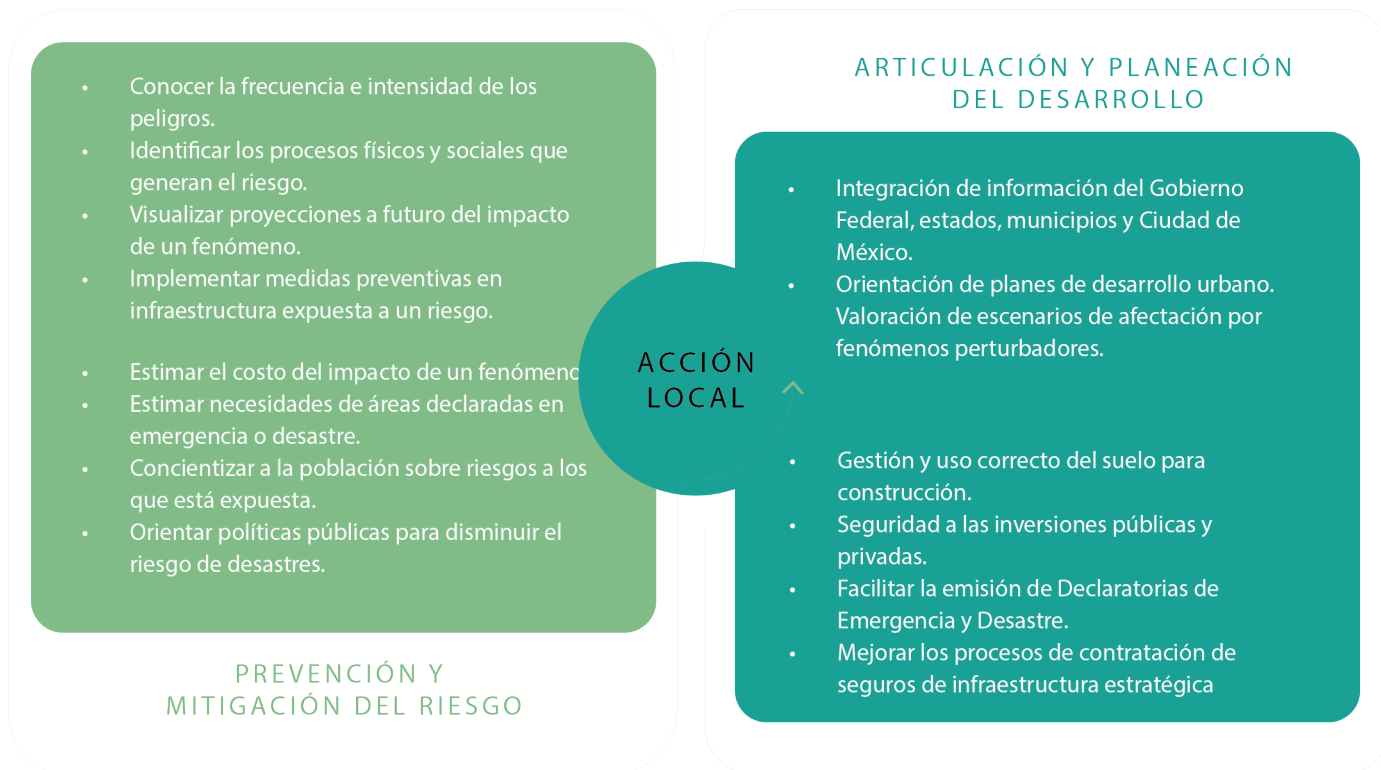 • Conocer la frecuencia e intensidad de los
peligros.
• Identificar los procesos físicos y sociales que
generan el riesgo.
• Visualizar proyecciones a futuro del impacto
de un fenómeno.
• Implementar medidas preventivas en
infraestructura expuesta a un riesgo.
• Estimar el costo del impacto de un fenómeno
• Estimar necesidades de áreas declaradas en
emergencia o desastre.
• Concientizar a la población sobre riesgos a los
que está expuesta.
• Orientar políticas públicas para disminuir el
riesgo de desastres.
PREVENCIÓN Y
MITIGACIÓN DEL RIESGO
ACCIÓN
LOCAL
ARTICULACIÓN Y PLANEACIÓN
DEL DESARROLLO
• Integración de información del Gobierno
Federal, estados, municipios y Ciudad de
México.
• Orientación de planes de desarrollo urbano.
Valoración de escenarios de afectación por
fenómenos perturbadores.
• Gestión y uso correcto del suelo para
construcción.
• Seguridad a las inversiones públicas y
privadas.
• Facilitar la emisión de Declaratorias de
Emergencia y Desastre.
• Mejorar los procesos de contratación de
seguros de infraestructura estratégica